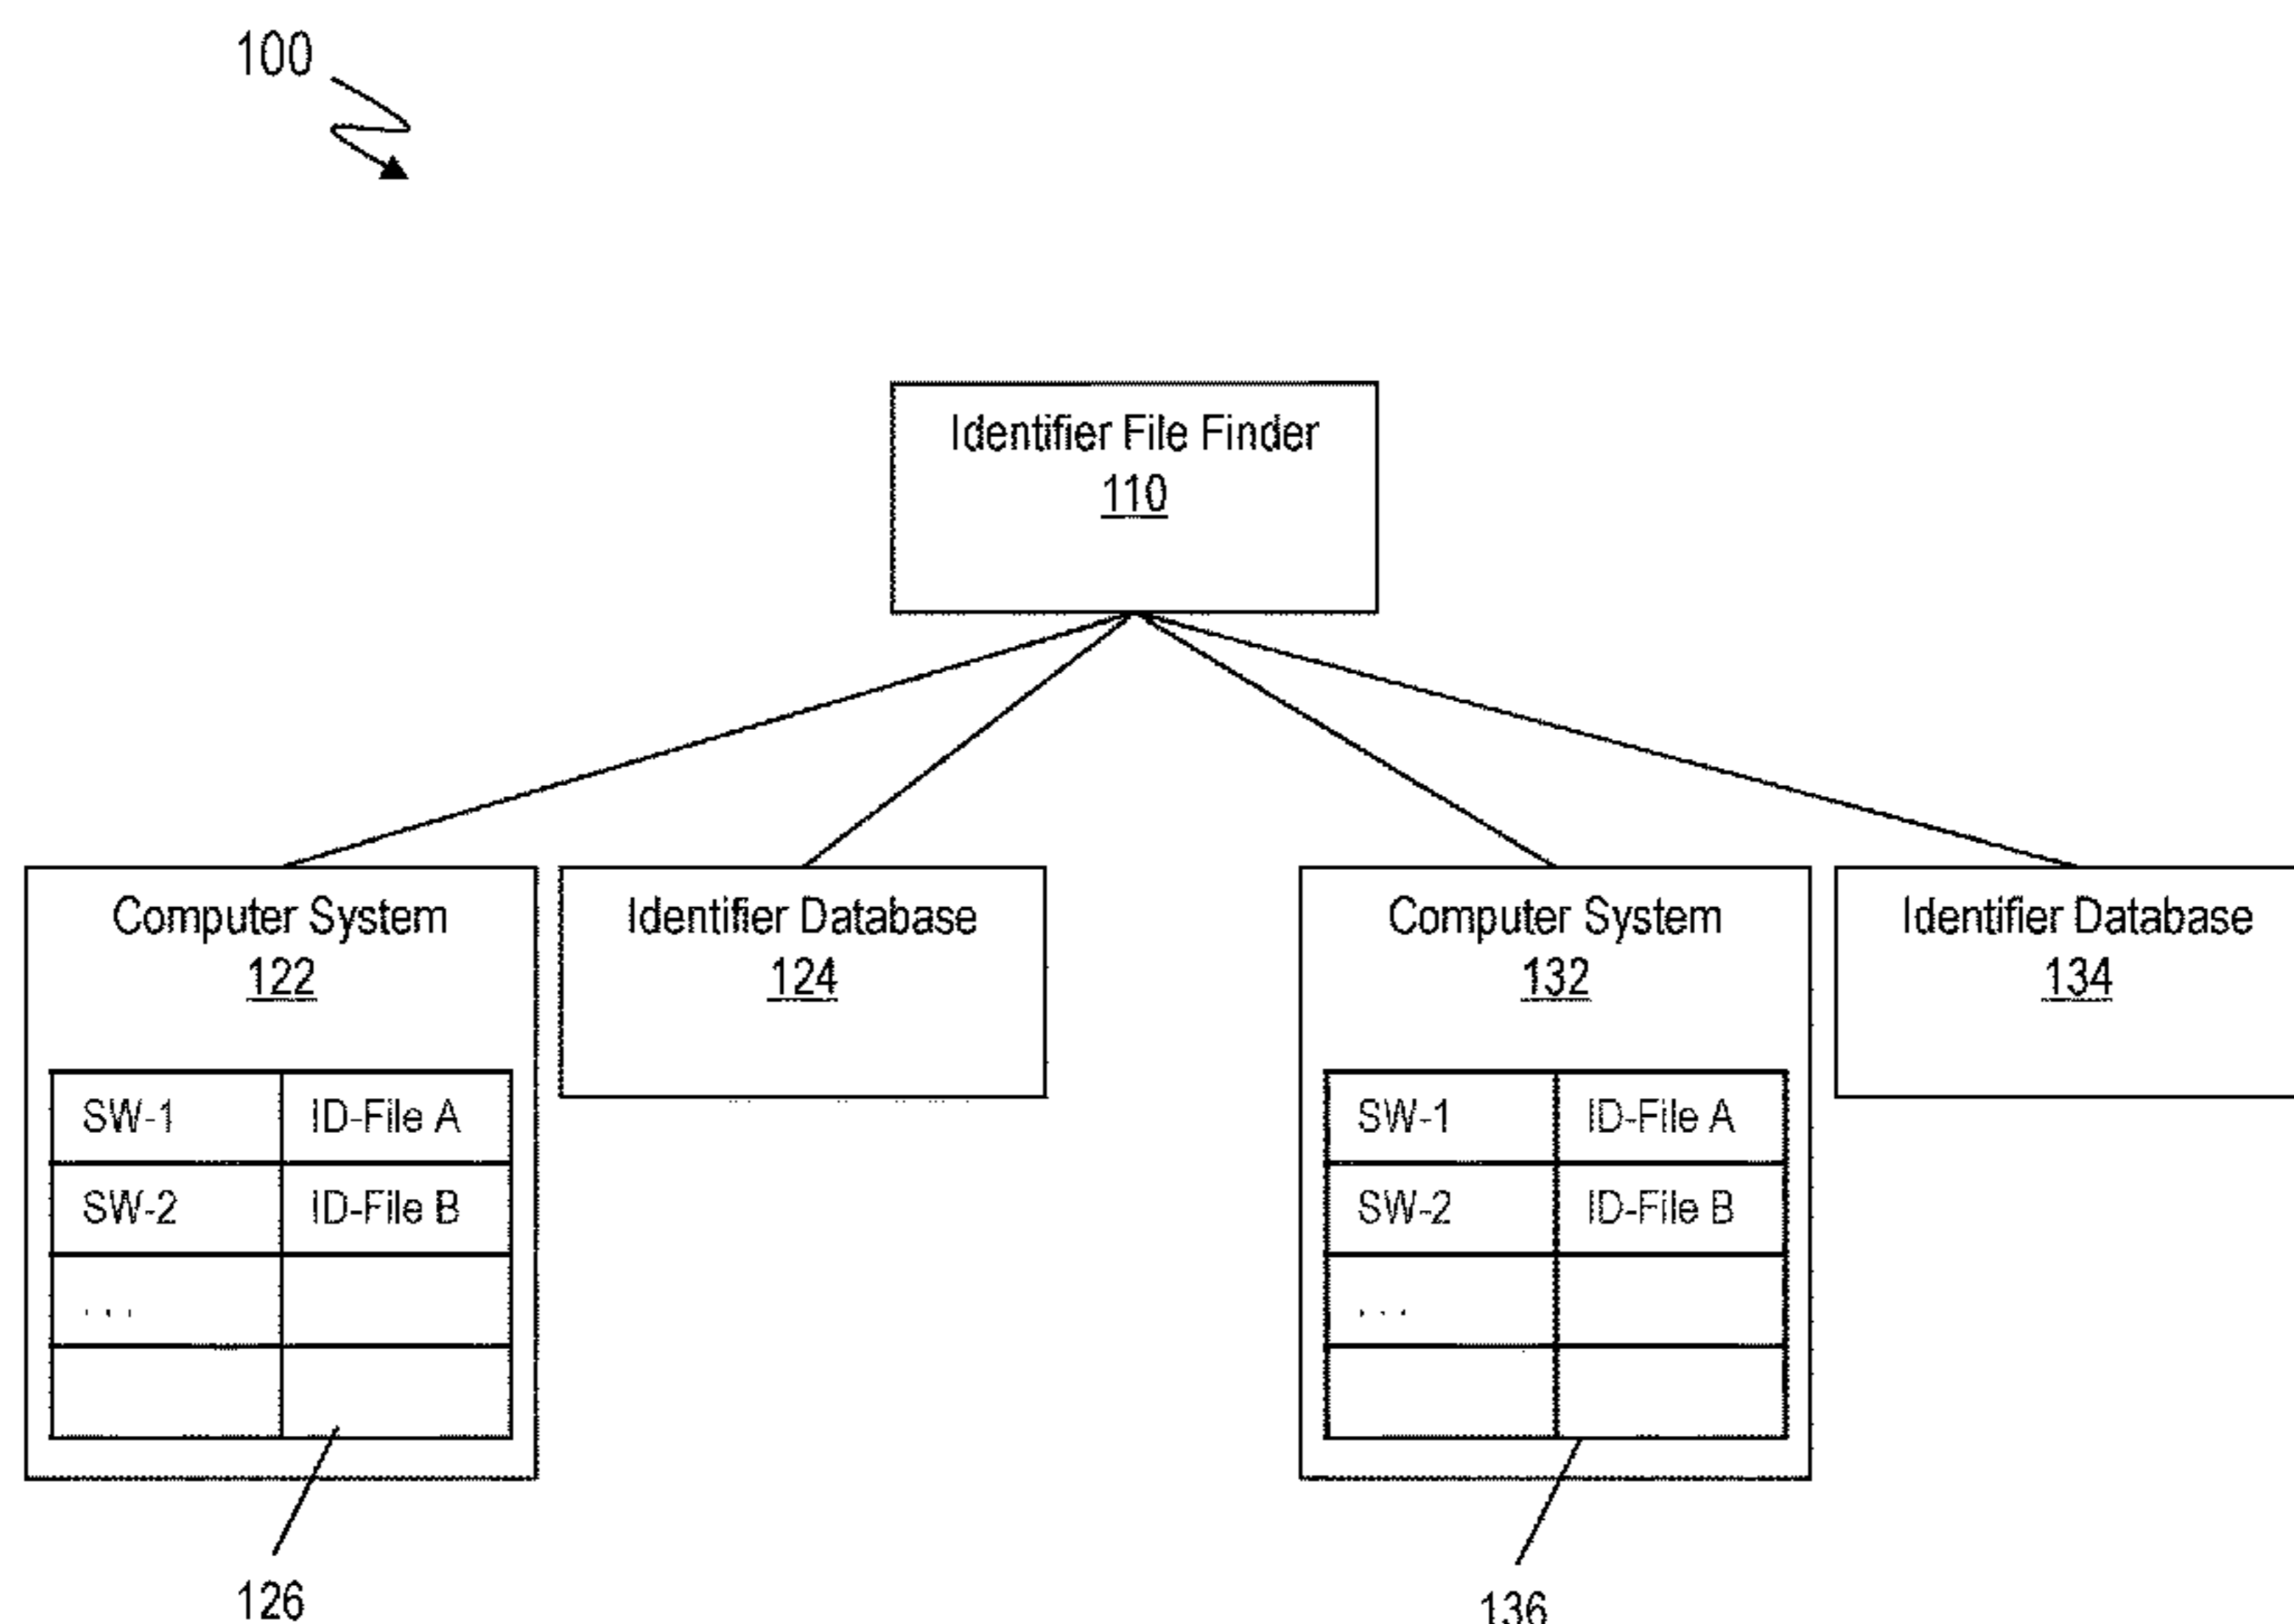 100
Identifier File Finder
110
Computer System
122
Identifier Database
124
Computer System
132
Identifier Database
134
SW-1 ID-File A
SW-2 ID-File B
...
SW-1 ID-File A
SW-2 ID-File B
...
126
136